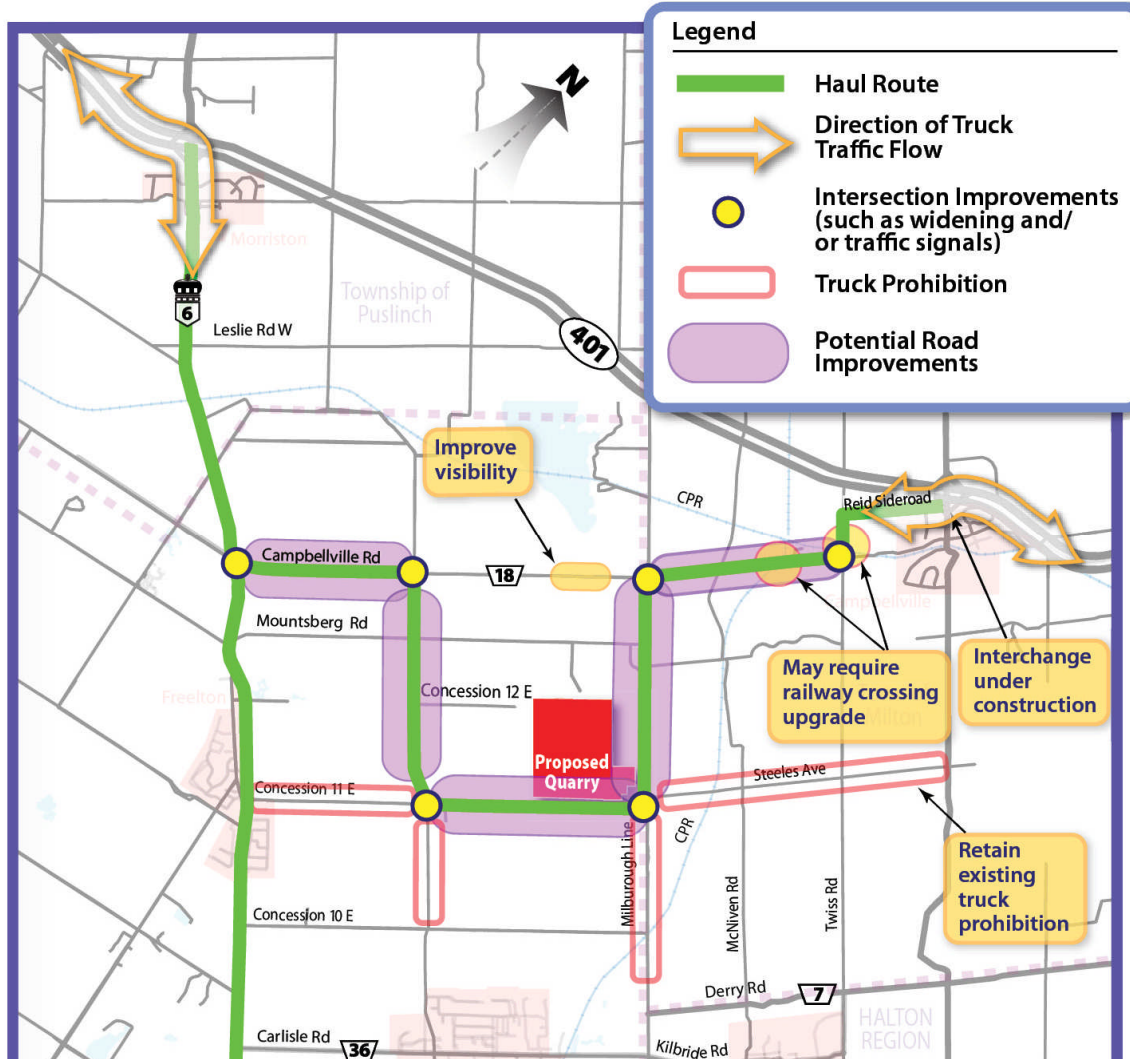 Legend
Haul Route
Direction of Truck
Traffic Flow
Intersection Improvements
(such as widening and/
or traffic signals)
Truck Prohibition
Potential Road
Improvements
N
Morriston
6
Township of
Puslinch
Leslie Rd W
401
Improve
visibility
CPR
Reid Sideroad
Campbellville Rd
18
Campbellville
Mountsberg Rd
May require
railway crossing
upgrade
Interchange
under
construction
Milton
Freelton
Concession 12 E
Proposed
Quarry
Steeles Ave
Concession 11 E
CPR
Milburough Line
McNiven Rd
Twiss Rd
Retain
existing
truck
prohibition
Concession 10 E
Derry Rd
7
HALTON
REGION
Carlisle Rd
36
Kilbride Rd